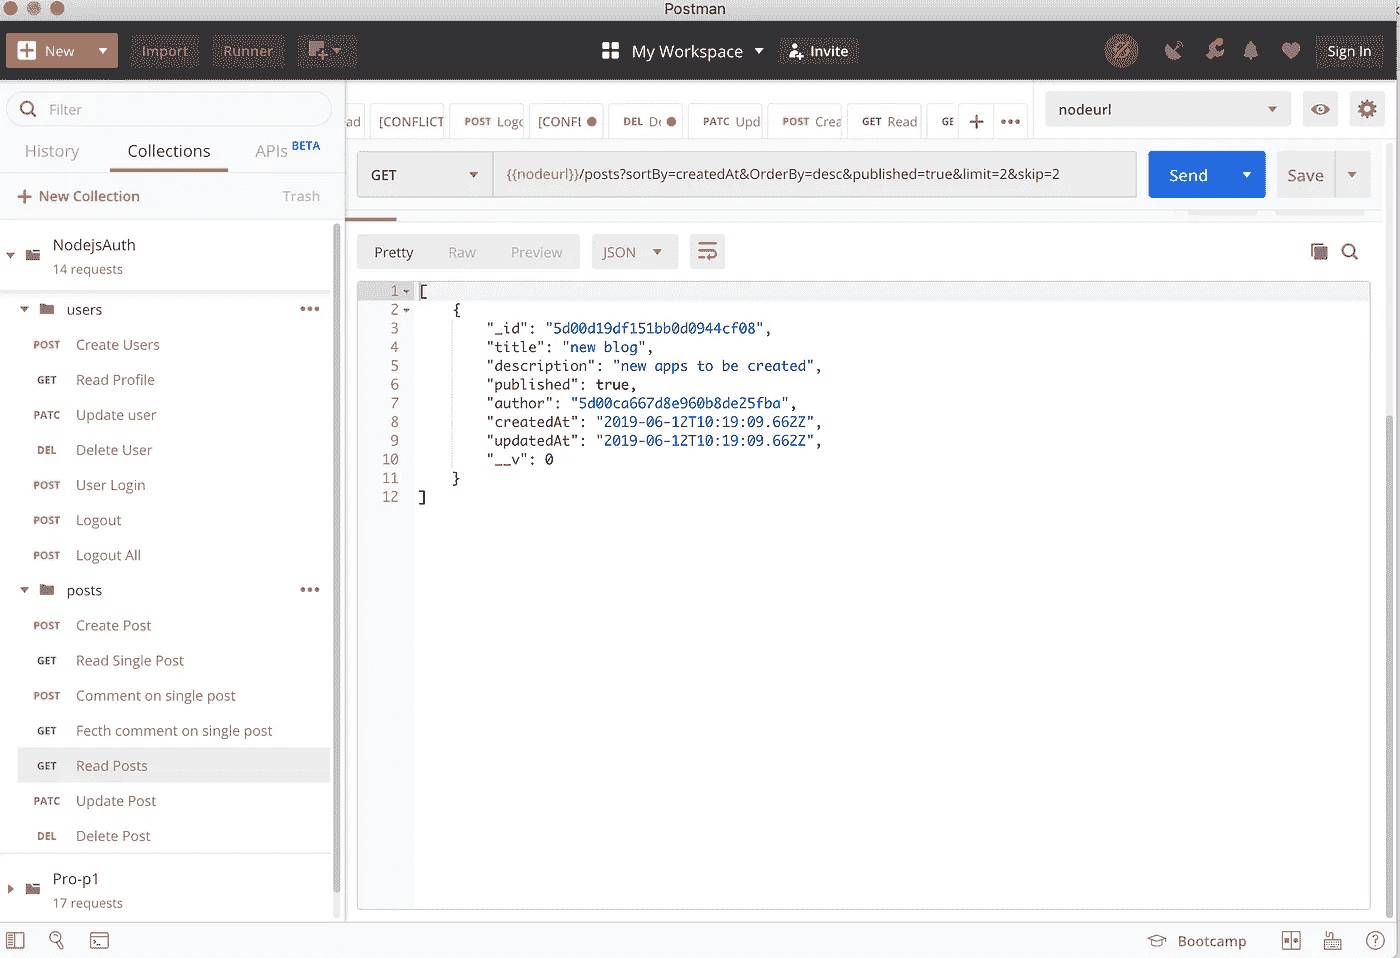 Postman
New
Import
Runner
My Workspace
Invite
Sign In
Filter
ad
[CONFLICT
POST Logo
[CONFL
DEL De
PATC Upd
POST Crea
GET Read
GE
nodeurl
History
Collections
APIs BETA
GET
{{nodeurl}}/posts?sortBy=createdAt&OrderBy=desc&published=true&limit=2&skip=2
Send
Save
New Collection
Trash
NodejsAuth
14 requests
Pretty
Raw
Preview
JSON
users
POST Create Users
GET Read Profile
PATC Update user
DEL Delete User
POST User Login
POST Logout
POST Logout All
posts
POST Create Post
GET Read Single Post
POST Comment on single post
GET Fecth comment on single post
GET Read Posts
PATC Update Post
DEL Delete Post
Pro-p1
17 requests
1 [
2 {
3 "_id": "5d00d19df151bb0d0944cf08",
4 "title": "new blog",
5 "description": "new apps to be created",
6 "published": true,
7 "author": "5d00ca667d8e960b8de25fba",
8 "createdAt": "2019-06-12T10:19:09.662Z",
9 "updatedAt": "2019-06-12T10:19:09.662Z",
10 "__v": 0
11 }
12 ]
Bootcamp